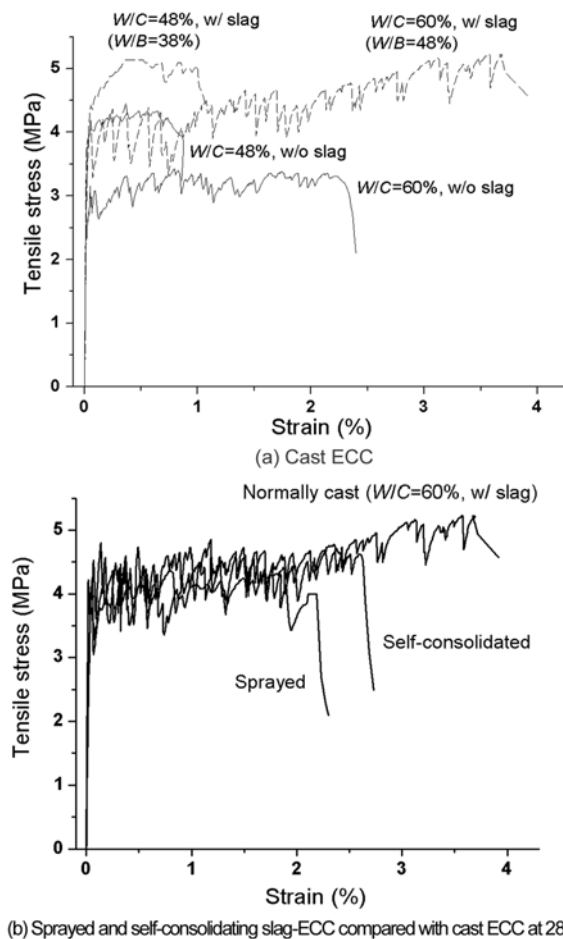 W/C=48%, w/ slag
(W/B=38%)
W/C=60%, w/ slag
(W/B=48%)
W/C=48%, w/o slag
W/C=60%, w/o slag
Tensile stress (MPa)
6
5
4
3
2
1
0
0 1 2 3 4
Strain (%)
(a) Cast ECC
Normally cast (W/C=60%, w/ slag)
Self-consolidated
Sprayed
Tensile stress (MPa)
6
5
4
3
2
1
0
0 1 2 3 4
Strain (%)
(b) Sprayed and self-consolidating slag-ECC compared with cast ECC at 28